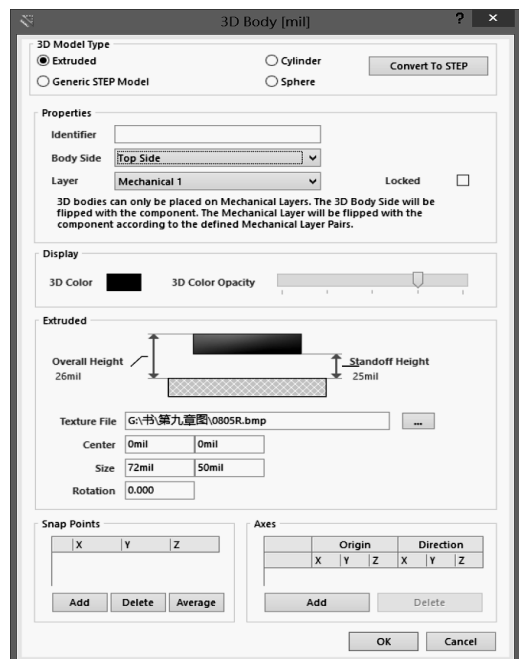 3D Body [mil]
? ×
3D Model Type
Extruded
Cylinder
Convert To STEP
Generic STEP Model
Sphere
Properties
Identifier
Body Side Top Side
Layer Mechanical 1 Locked
3D bodies can only be placed on Mechanical Layers. The 3D Body Side will be
flipped with the component. The Mechanical Layer will be flipped with the
component according to the defined Mechanical Layer Pairs.
Display
3D Color 3D Color Opacity
Extruded
Overall Height Standoff Height
26mil 25mil
Texture File G:\书\第九章图\0805R.bmp ...
Center 0mil 0mil
Size 72mil 50mil
Rotation 0.000
Snap Points
X Y Z
Add Delete Average
Axes
Origin Direction
X Y Z X Y Z
Add Delete
OK Cancel